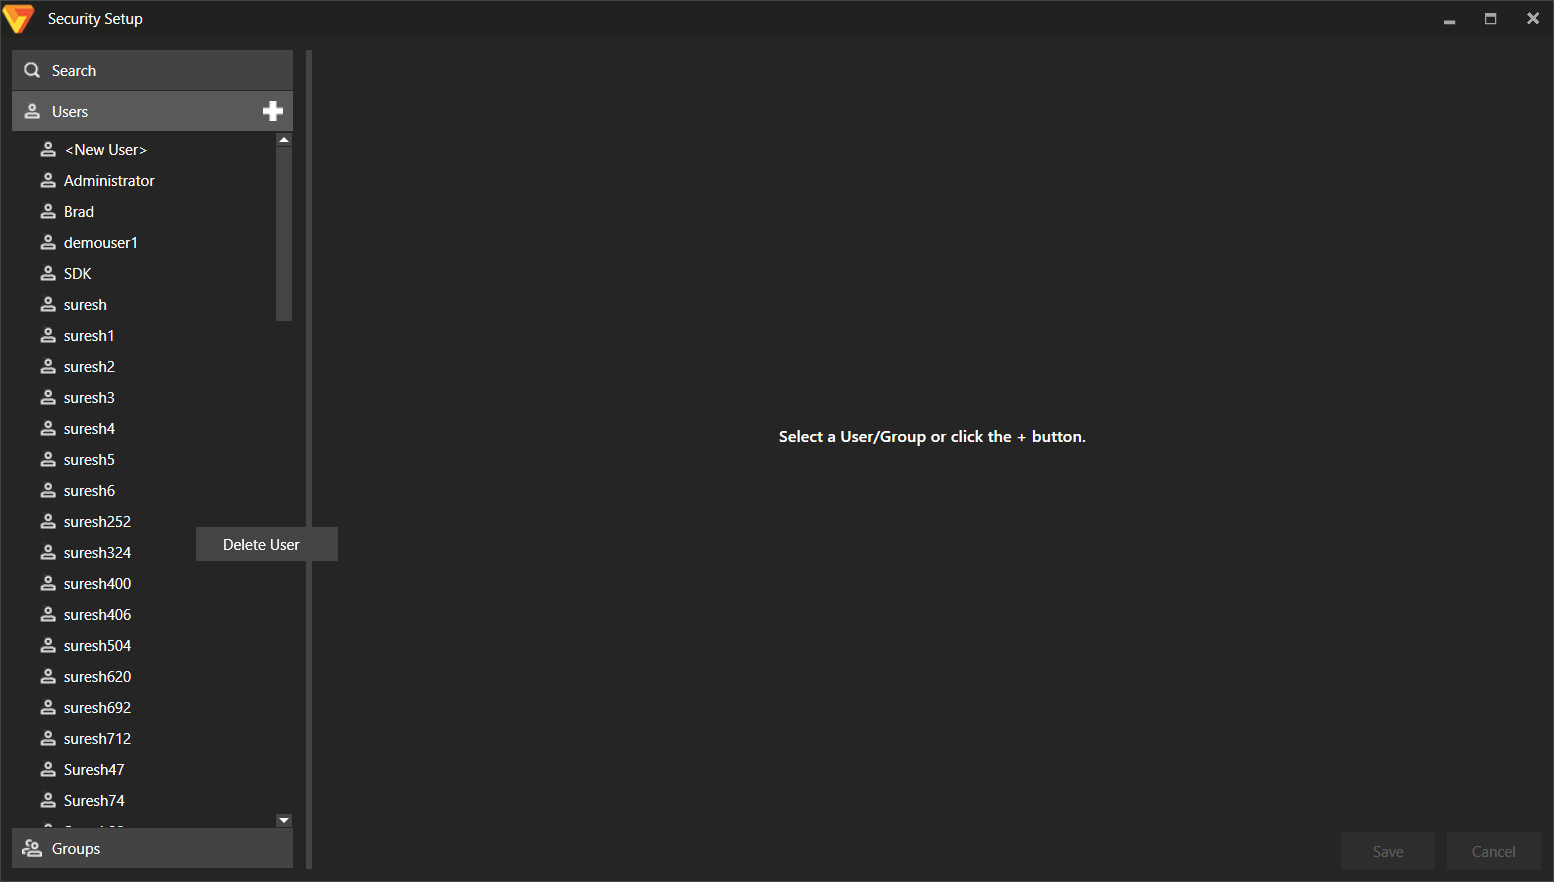 Security Setup
Search
Users
<New User>
Administrator
Brad
demouser1
SDK
suresh
suresh1
suresh2
suresh3
suresh4
suresh5
suresh6
suresh252
suresh324
Delete User
suresh400
suresh406
suresh504
suresh620
suresh692
suresh712
Suresh47
Suresh74
Groups
Select a User/Group or click the + button.
Save
Cancel